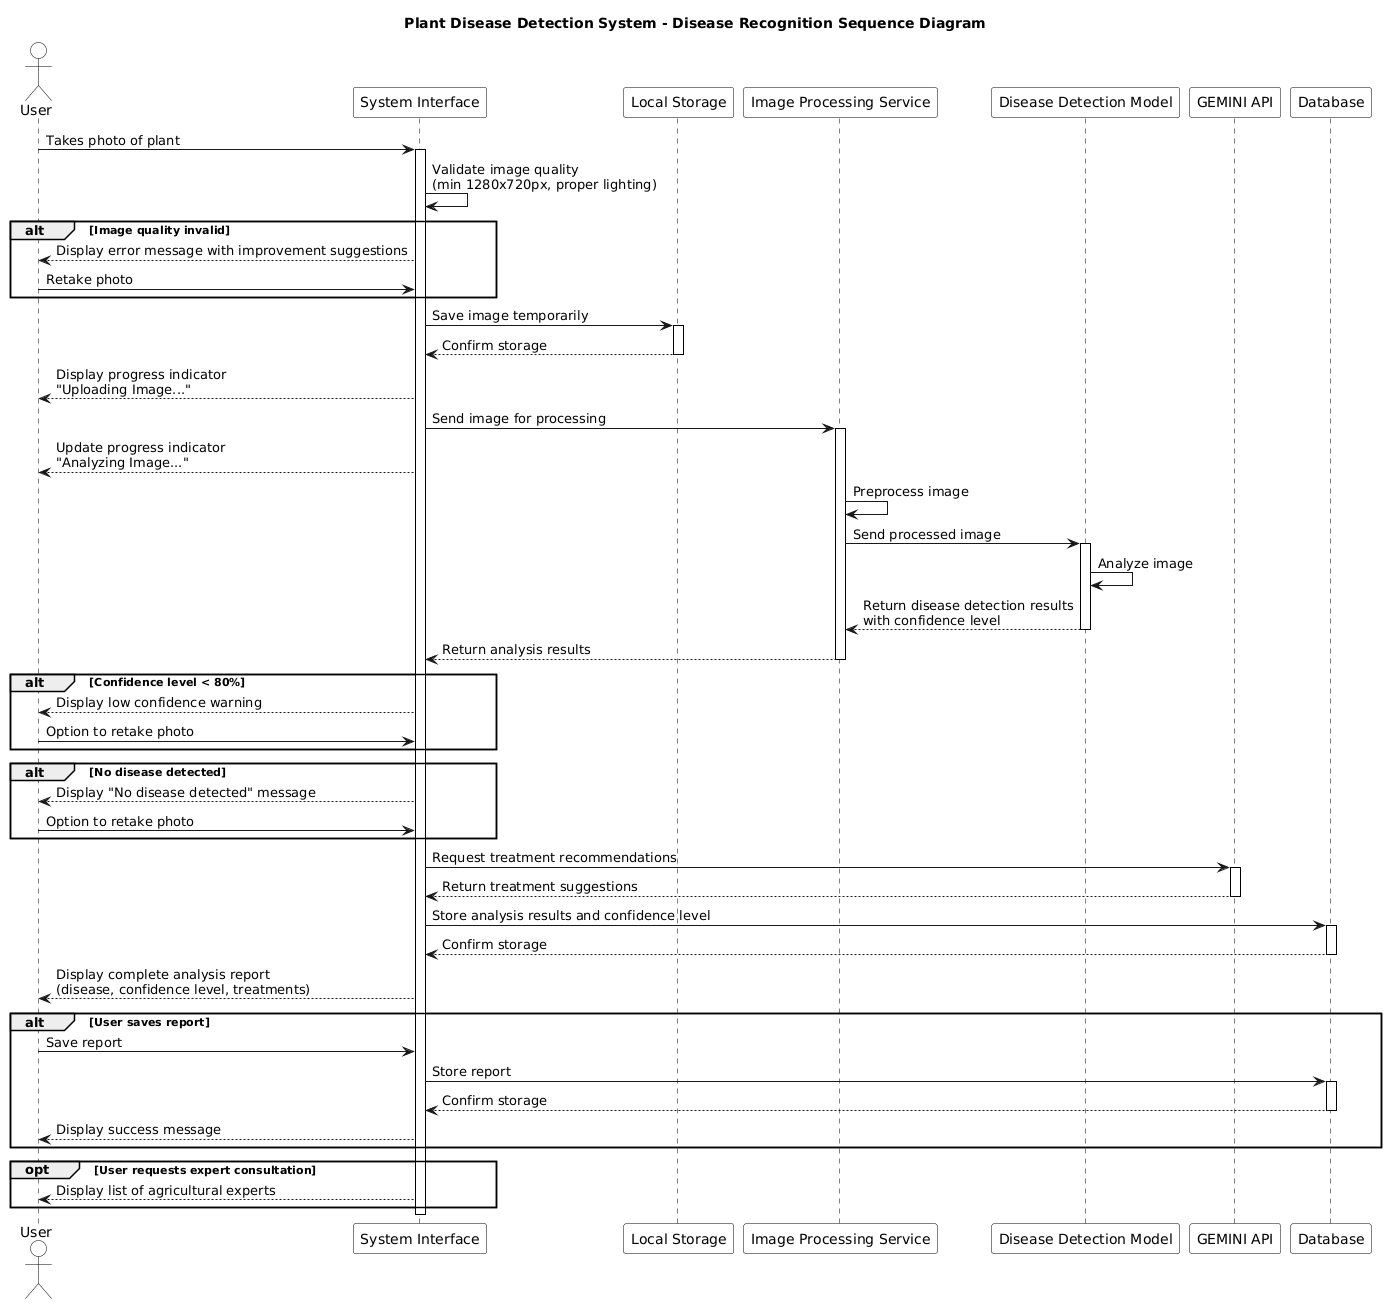 Plant Disease Detection System - Disease Recognition Sequence Diagram
User
System Interface
Local Storage
Image Processing Service
Disease Detection Model
GEMINI API
Database
Takes photo of plant
Validate image quality
(min 1280x720px, proper lighting)
alt
[Image quality invalid]
Display error message with improvement suggestions
Retake photo
Save image temporarily
Confirm storage
Display progress indicator
"Uploading Image..."
Send image for processing
Update progress indicator
"Analyzing Image..."
Preprocess image
Send processed image
Analyze image
Return disease detection results
with confidence level
Return analysis results
alt
[Confidence level < 80%]
Display low confidence warning
Option to retake photo
alt
[No disease detected]
Display "No disease detected" message
Option to retake photo
Request treatment recommendations
Return treatment suggestions
Store analysis results and confidence level
Confirm storage
Display complete analysis report
(disease, confidence level, treatments)
alt
[User saves report]
Save report
Store report
Confirm storage
Display success message
opt
[User requests expert consultation]
Display list of agricultural experts
User
System Interface
Local Storage
Image Processing Service
Disease Detection Model
GEMINI API
Database